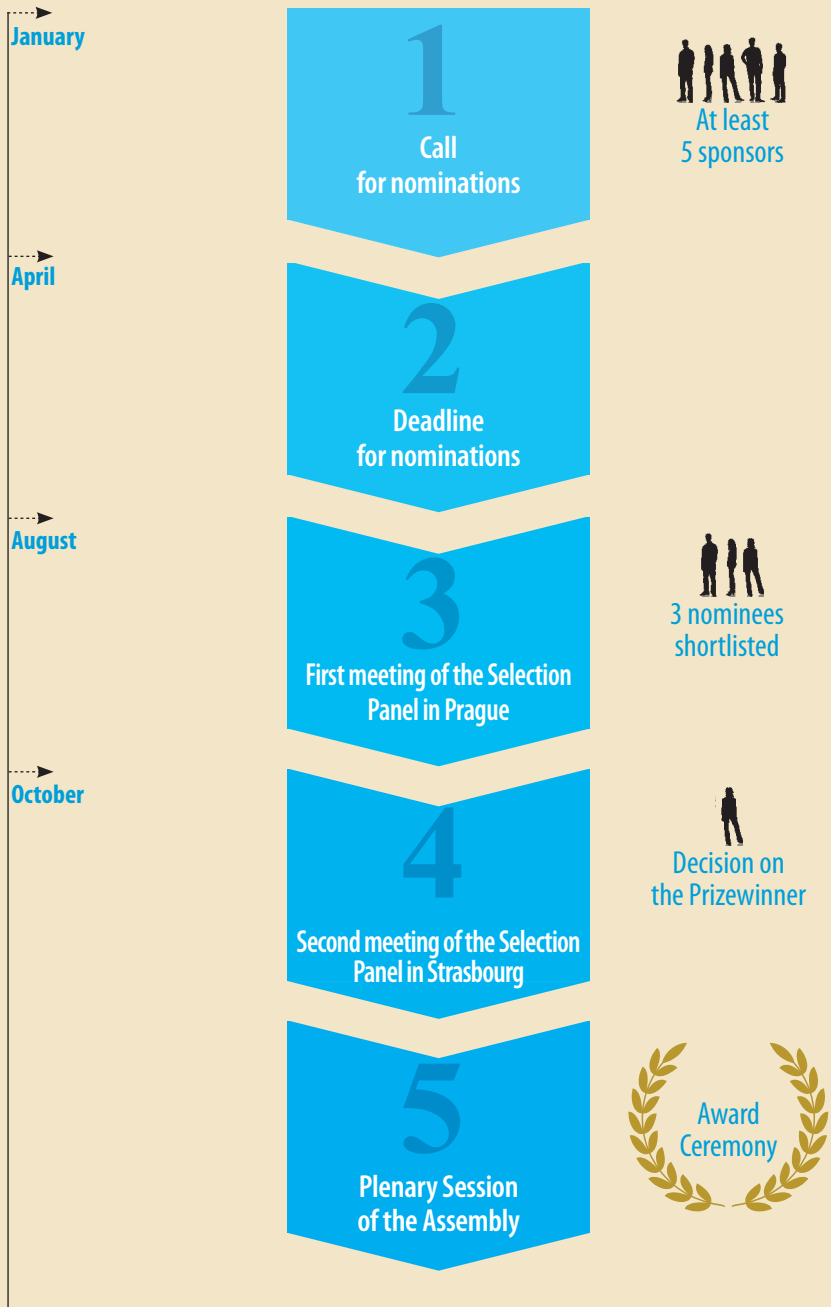 January
1
Call
for nominations
At least
5 sponsors
April
2
Deadline
for nominations
August
3
First meeting of the Selection
Panel in Prague
3 nominees
shortlisted
October
4
Second meeting of the Selection
Panel in Strasbourg
Decision on
the Prizewinner
5
Plenary Session
of the Assembly
Award
Ceremony